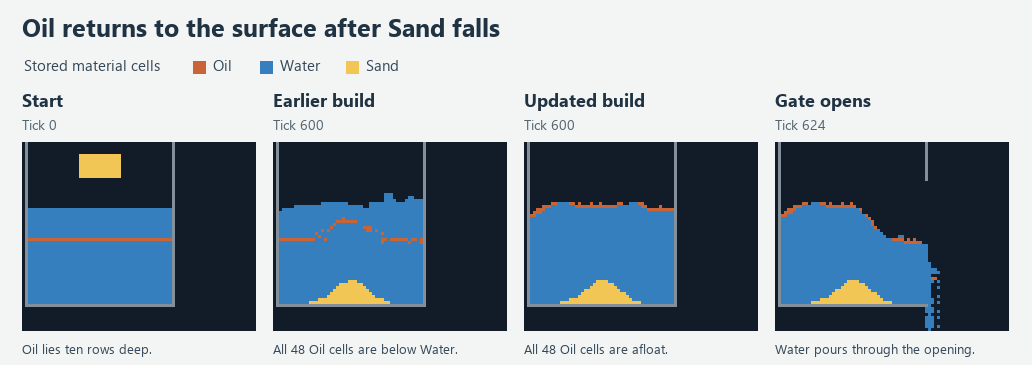 Oil returns to the surface after Sand falls
Stored material cells Oil Water Sand
Start Earlier build Updated build Gate opens
Tick 0 Tick 600 Tick 600 Tick 624
Oil lies ten rows deep. All 48 Oil cells are below Water. All 48 Oil cells are afloat. Water pours through the opening.